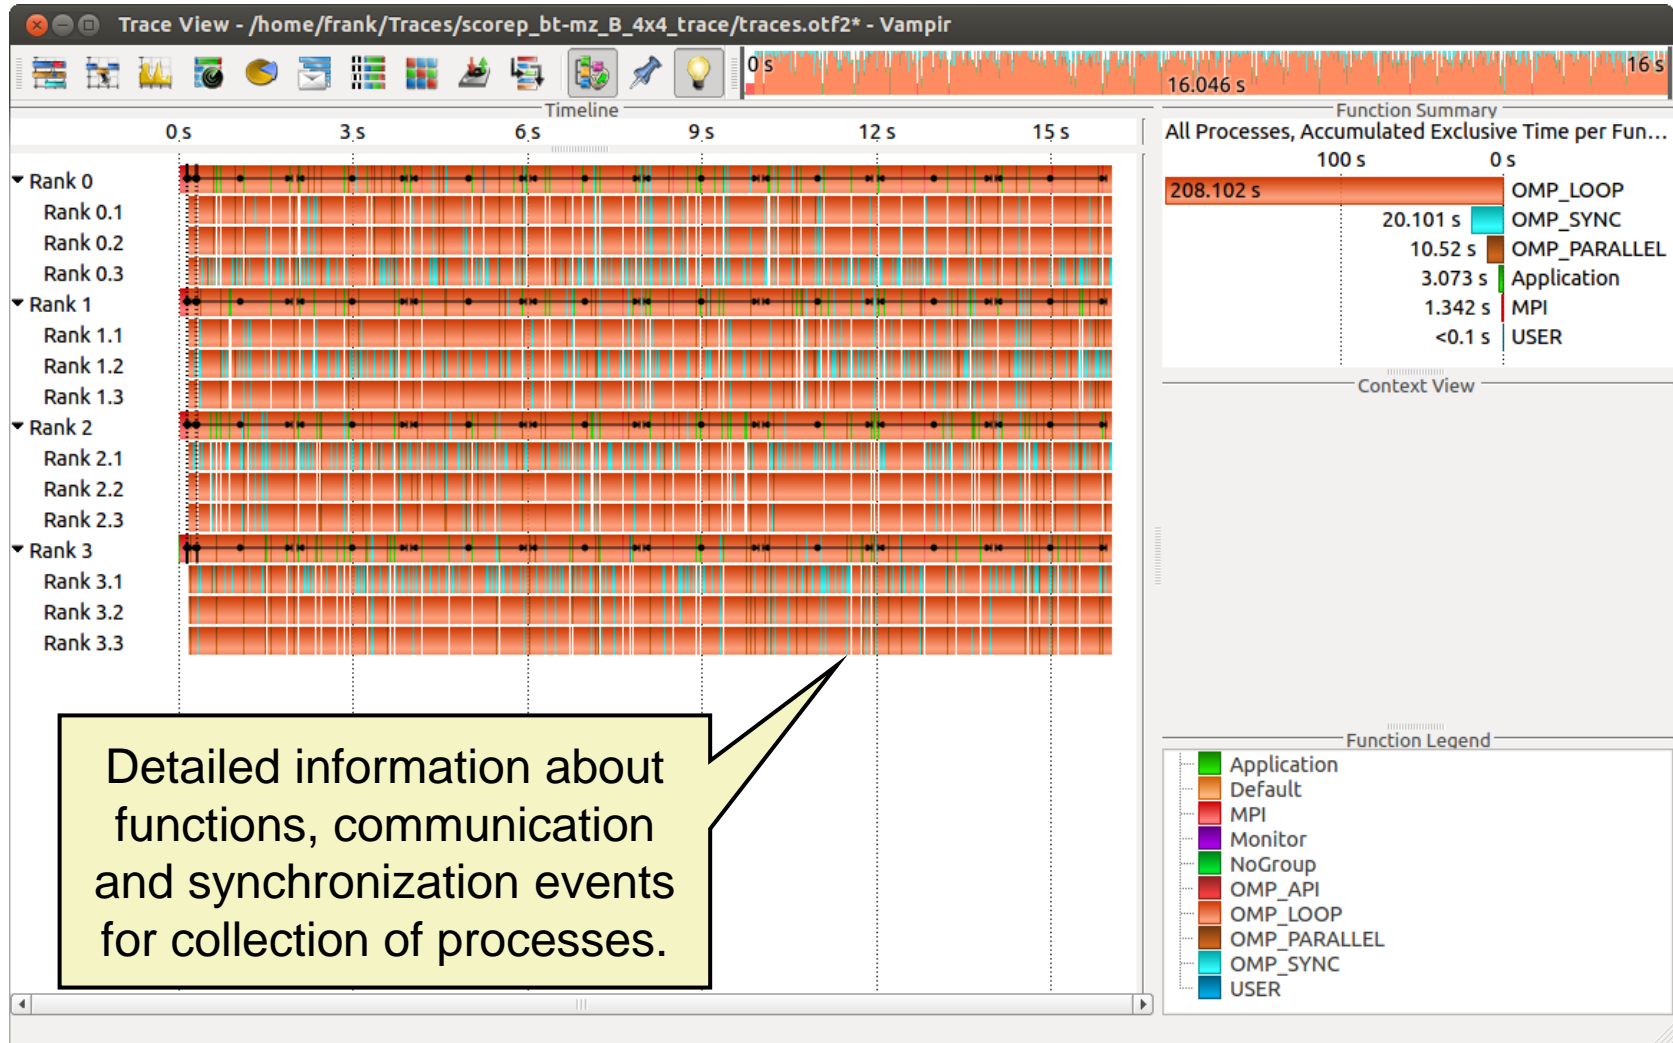 Trace View - /home/frank/Traces/scorep_bt-mz_B_4x4_trace/traces.otf2* - Vampir
0 s
16 s
16.046 s
Timeline
0 s 3 s 6 s 9 s 12 s 15 s
Rank 0
Rank 0.1
Rank 0.2
Rank 0.3
Rank 1
Rank 1.1
Rank 1.2
Rank 1.3
Rank 2
Rank 2.1
Rank 2.2
Rank 2.3
Rank 3
Rank 3.1
Rank 3.2
Rank 3.3
Detailed information about
functions, communication
and synchronization events
for collection of processes.
Function Summary
All Processes, Accumulated Exclusive Time per Fun...
100 s 0 s
208.102 s OMP_LOOP
20.101 s OMP_SYNC
10.52 s OMP_PARALLEL
3.073 s Application
1.342 s MPI
<0.1 s USER
Context View
Function Legend
Application
Default
MPI
Monitor
NoGroup
OMP_API
OMP_LOOP
OMP_PARALLEL
OMP_SYNC
USER